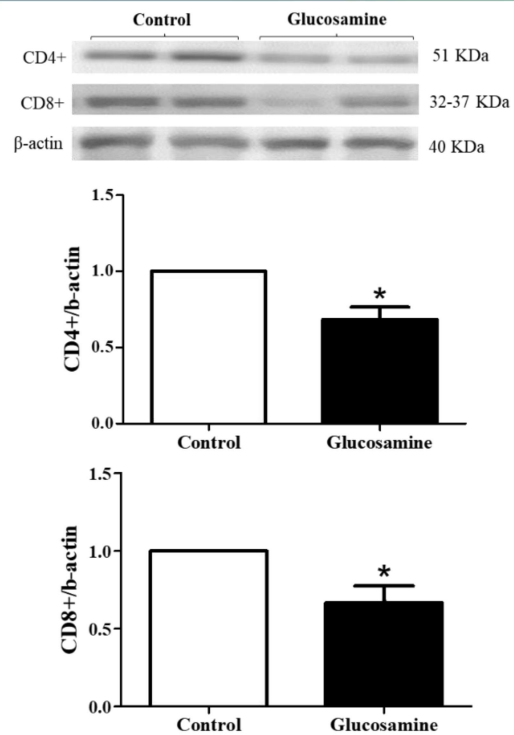 Control Glucosamine
CD4+ 51 KDa
CD8+ 32-37 KDa
β-actin 40 KDa
CD4+/b-actin
1.5
1.0
0.5
0.0
*
Control Glucosamine
CD8+/b-actin
1.5
1.0
0.5
0.0
*
Control Glucosamine